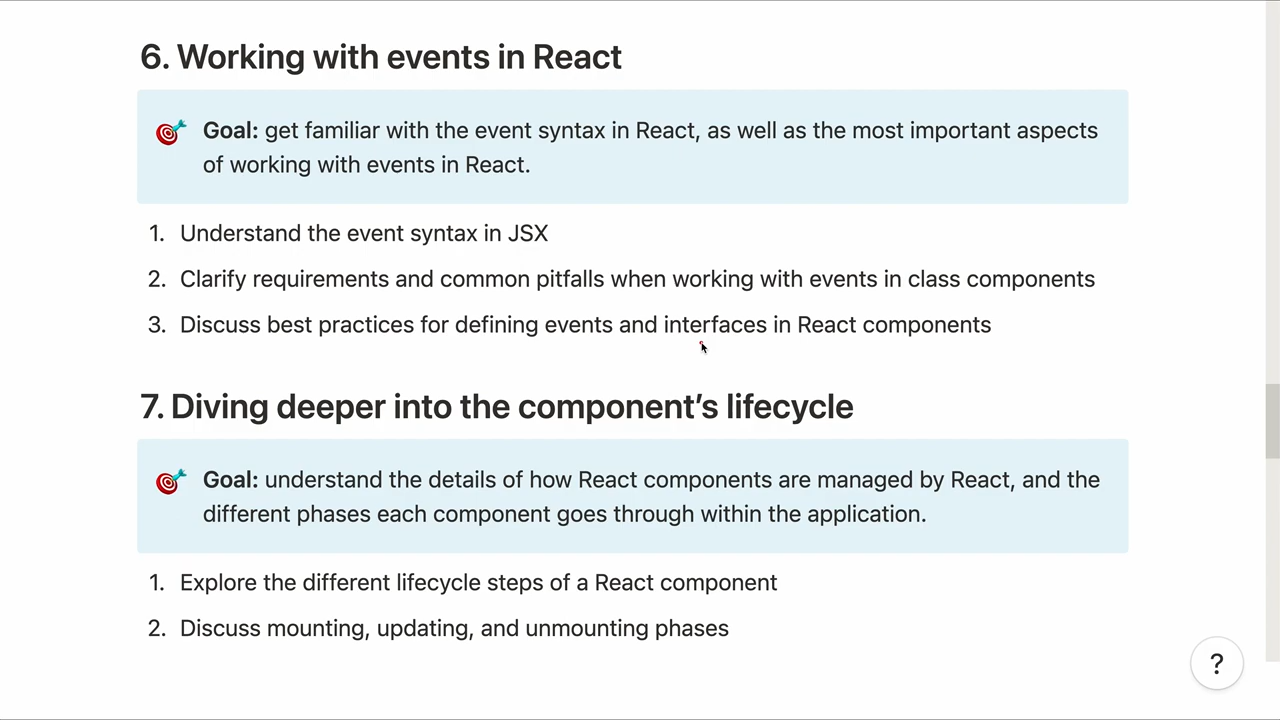 6. Working with events in React
Goal: get familiar with the event syntax in React, as well as the most important aspects
of working with events in React.
1. Understand the event syntax in JSX
2. Clarify requirements and common pitfalls when working with events in class components
3. Discuss best practices for defining events and interfaces in React components
7. Diving deeper into the component’s lifecycle
Goal: understand the details of how React components are managed by React, and the
different phases each component goes through within the application.
1. Explore the different lifecycle steps of a React component
2. Discuss mounting, updating, and unmounting phases
?